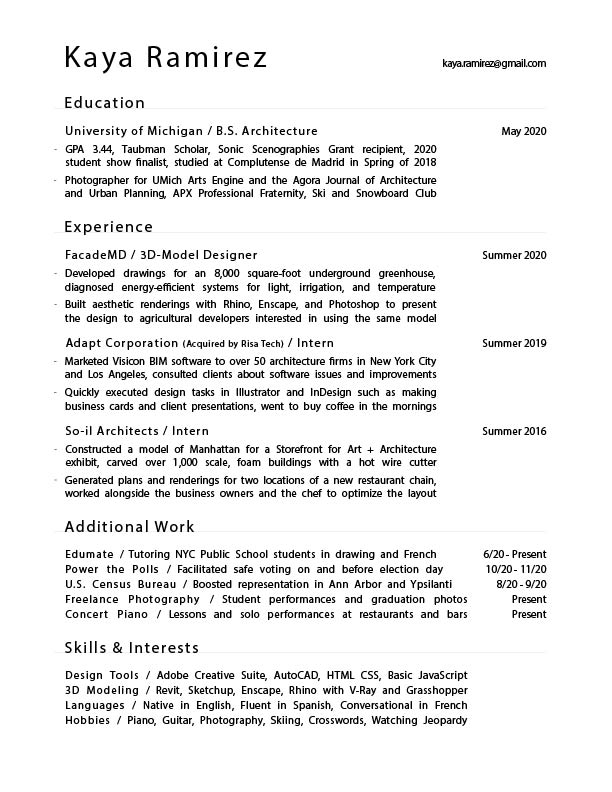 Kaya Ramirez
kaya.ramirez@gmail.com
Education
University of Michigan / B.S. Architecture May 2020
- GPA 3.44, Taubman Scholar, Sonic Scenographies Grant recipient, 2020
student show finalist, studied at Complutense de Madrid in Spring of 2018
- Photographer for UMich Arts Engine and the Agora Journal of Architecture
and Urban Planning, APX Professional Fraternity, Ski and Snowboard Club
Experience
FacadeMD / 3D-Model Designer Summer 2020
- Developed drawings for an 8,000 square-foot underground greenhouse,
- diagnosed energy-efficient systems for light, irrigation, and temperature
- Built aesthetic renderings with Rhino, Enscape, and Photoshop to present
the design to agricultural developers interested in using the same model
Adapt Corporation (Acquired by Risa Tech) / Intern Summer 2019
- Marketed Visicon BIM software to over 50 architecture firms in New York City
and Los Angeles, consulted clients about software issues and improvements
- Quickly executed design tasks in Illustrator and InDesign such as making
business cards and client presentations, went to buy coffee in the mornings
So-il Architects / Intern Summer 2016
- Constructed a model of Manhattan for a Storefront for Art + Architecture
exhibit, carved over 1,000 scale, foam buildings with a hot wire cutter
- Generated plans and renderings for two locations of a new restaurant chain,
worked alongside the business owners and the chef to optimize the layout
Additional Work
Edumate / Tutoring NYC Public School students in drawing and French 6/20 - Present
Power the Polls / Facilitated safe voting on and before election day 10/20 - 11/20
U.S. Census Bureau / Boosted representation in Ann Arbor and Ypsilanti 8/20 - 9/20
Freelance Photography / Student performances and graduation photos Present
Concert Piano / Lessons and solo performances at restaurants and bars Present
Skills & Interests
Design Tools / Adobe Creative Suite, AutoCAD, HTML CSS, Basic JavaScript
3D Modeling / Revit, Sketchup, Enscape, Rhino with V-Ray and Grasshopper
Languages / Native in English, Fluent in Spanish, Conversational in French
Hobbies / Piano, Guitar, Photography, Skiing, Crosswords, Watching Jeopardy